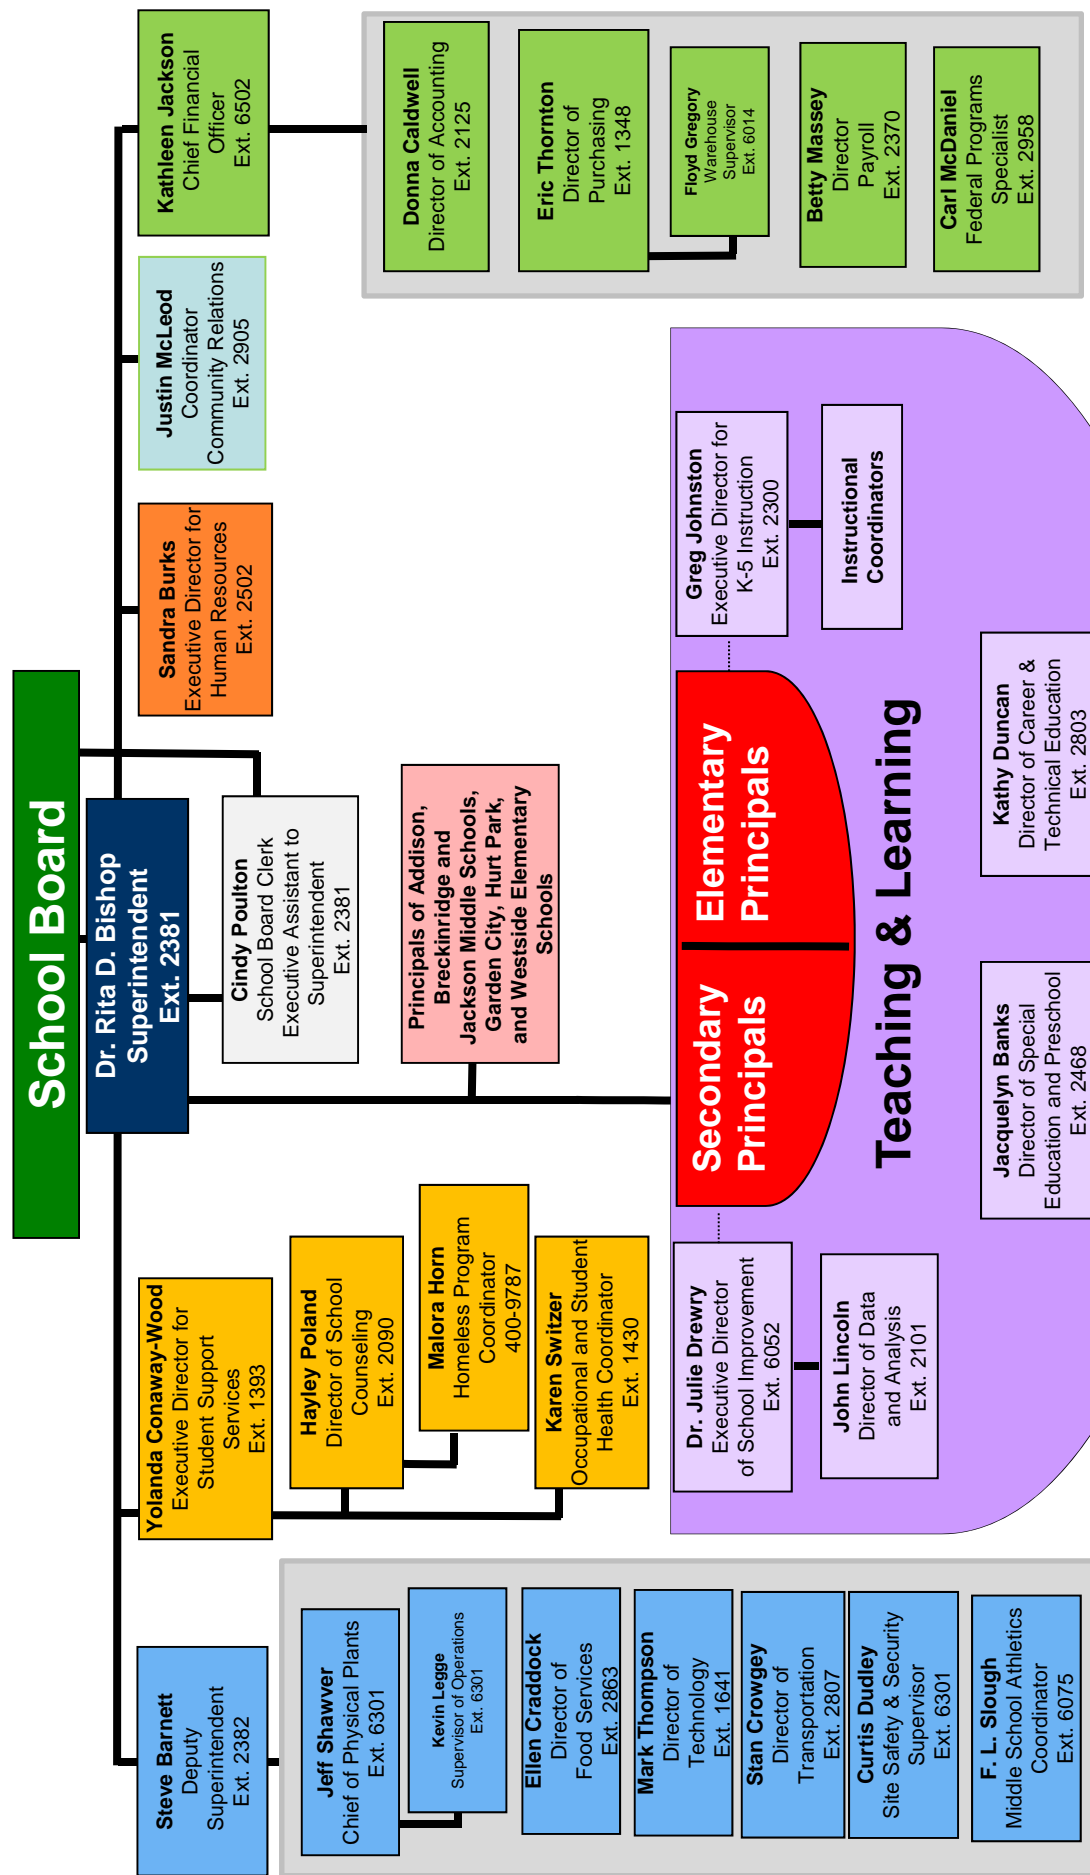 School Board
Dr. Rita D. Bishop
Superintendent
Ext. 2381
Cindy Poulton
School Board Clerk
Executive Assistant to
Superintendent
Ext. 2381
Steve Barnett
Deputy
Superintendent
Ext. 2382
Yolanda Conaway-Wood
Executive Director for
Student Support
Services
Ext. 1393
Sandra Burks
Executive Director for
Human Resources
Ext. 2502
Justin McLeod
Coordinator
Community Relations
Ext. 2905
Kathleen Jackson
Chief Financial
Officer
Ext. 6502
Jeff Shawver
Chief of Physical Plants
Ext. 6301
Kevin Legge
Supervisor of Operations
Ext. 6301
Ellen Craddock
Director of
Food Services
Ext. 2863
Mark Thompson
Director of
Technology
Ext. 1641
Stan Crowgey
Director of
Transportation
Ext. 2807
Curtis Dudley
Site Safety & Security
Supervisor
Ext. 6301
F. L. Slough
Middle School Athletics
Coordinator
Ext. 6075
Hayley Poland
Director of School
Counseling
Ext. 2090
Malora Horn
Homeless Program
Coordinator
400-9787
Karen Switzer
Occupational and Student
Health Coordinator
Ext. 1430
Principals of Addison,
Breckinridge and
Jackson Middle Schools,
Garden City, Hurt Park,
and Westside Elementary
Schools
Donna Caldwell
Director of Accounting
Ext. 2125
Eric Thornton
Director of
Purchasing
Ext. 1348
Floyd Gregory
Warehouse
Supervisor
Ext. 6014
Betty Massey
Director
Payroll
Ext. 2370
Carl McDaniel
Federal Programs
Specialist
Ext. 2958
Dr. Julie Drewry
Executive Director
of School Improvement
Ext. 6052
John Lincoln
Director of Data
and Analysis
Ext. 2101
Secondary
Principals
Elementary
Principals
Greg Johnston
Executive Director for
K-5 Instruction
Ext. 2300
Instructional
Coordinators
Teaching & Learning
Jacquelyn Banks
Director of Special
Education and Preschool
Ext. 2468
Kathy Duncan
Director of Career &
Technical Education
Ext. 2803